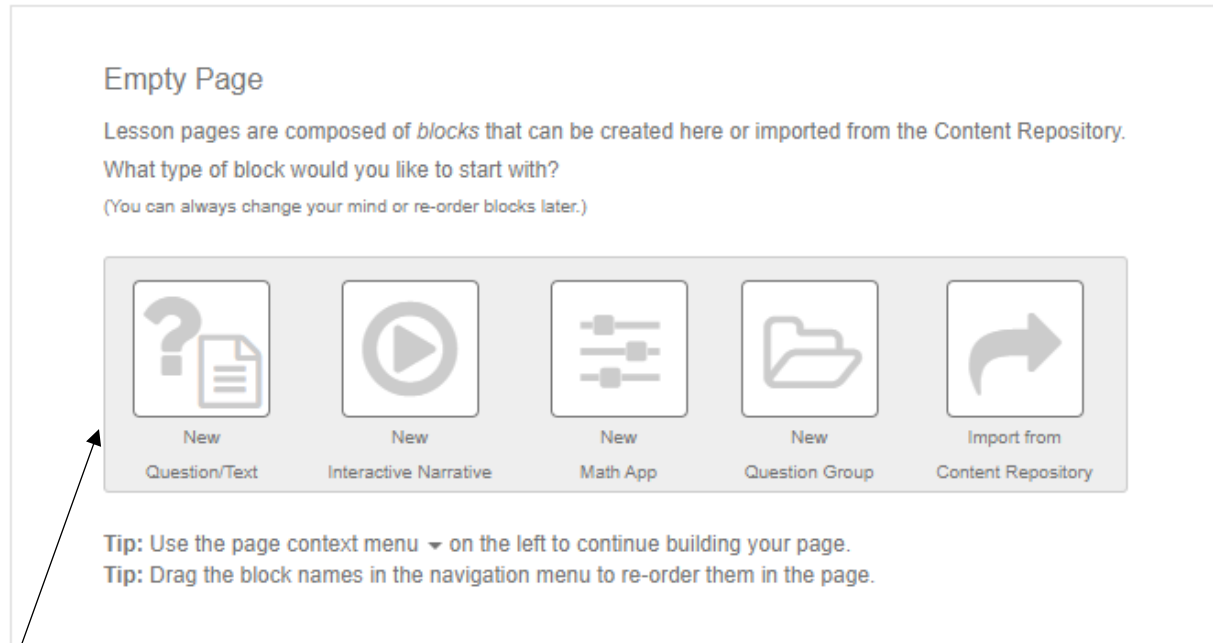 Empty Page
Lesson pages are composed of blocks that can be created here or imported from the Content Repository.
What type of block would you like to start with?
(You can always change your mind or re-order blocks later.)
New
Question/Text
New
Interactive Narrative
New
Math App
New
Question Group
Import from
Content Repository
Tip: Use the page context menu on the left to continue building your page.
Tip: Drag the block names in the navigation menu to re-order them in the page.